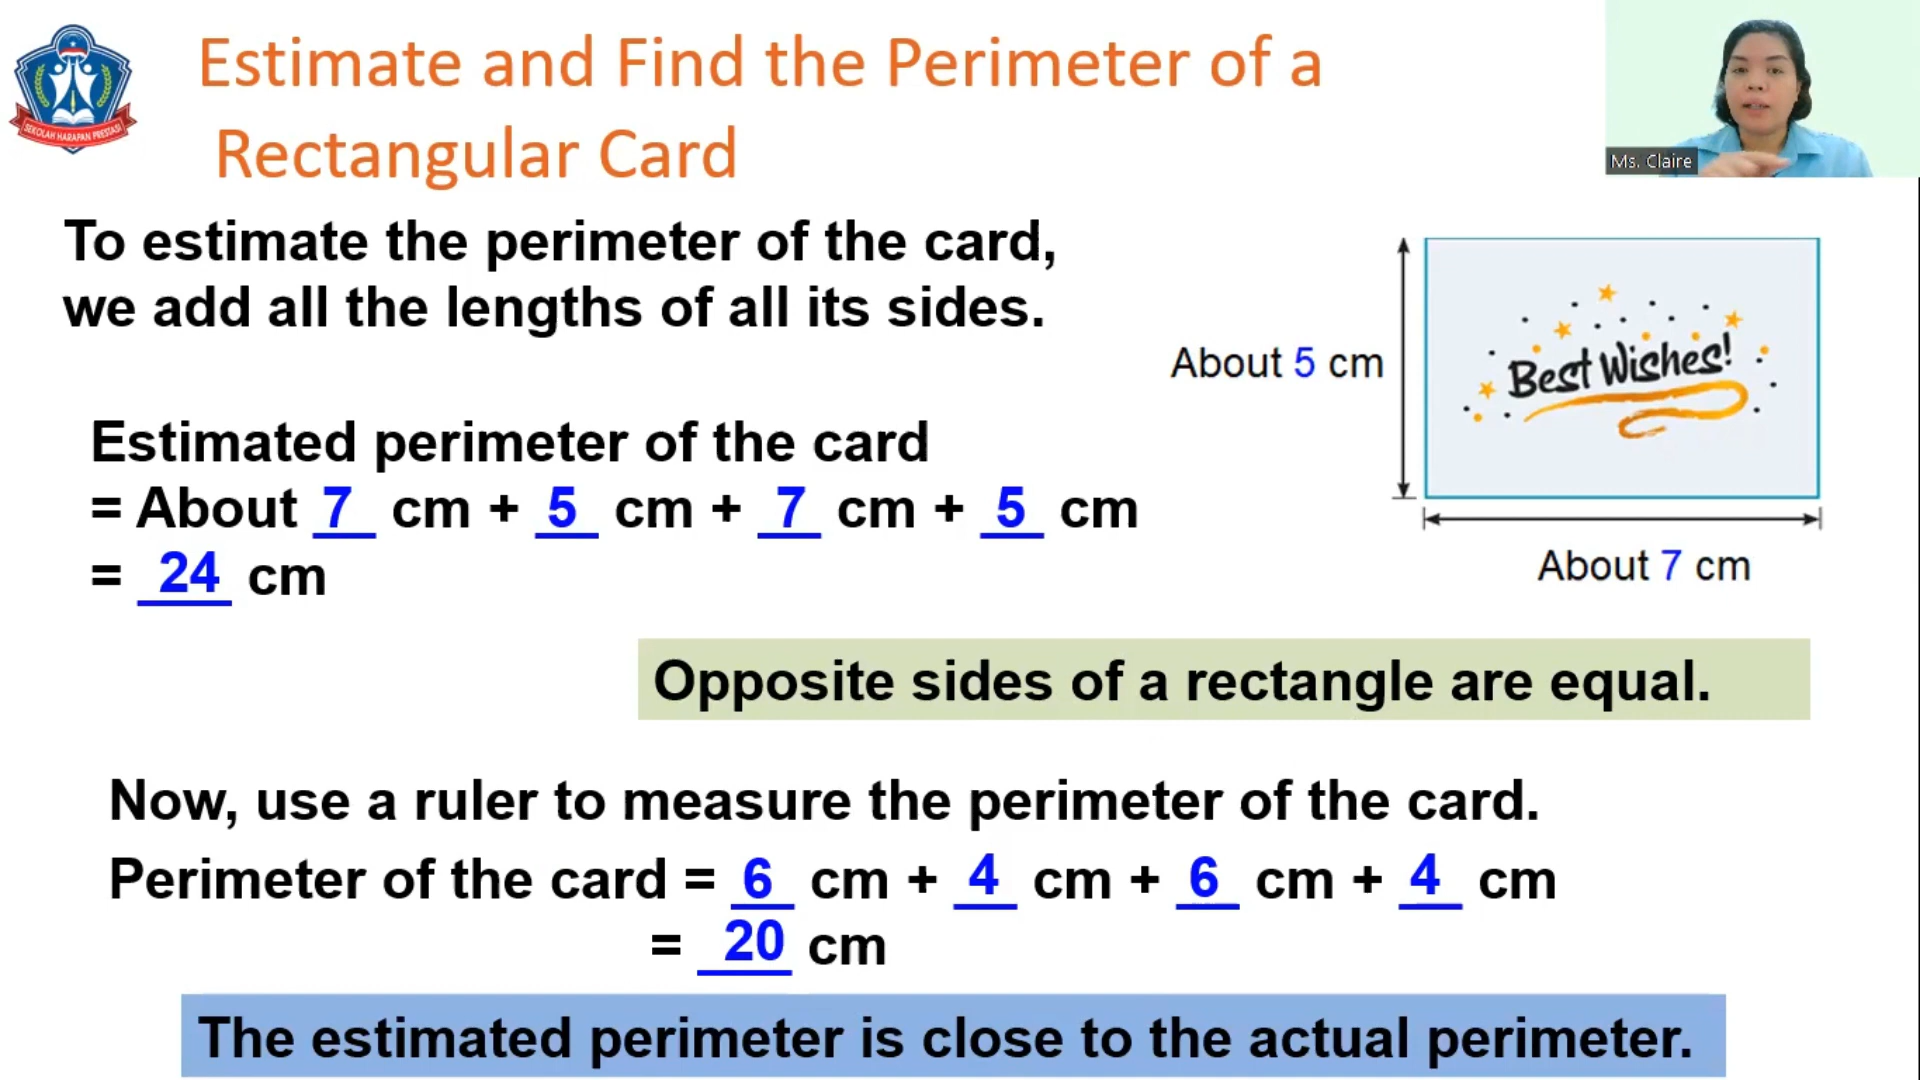 Estimate and Find the Perimeter of a
Rectangular Card
SEKOLAH HARAPAN PRESTASI
Ms. Claire
To estimate the perimeter of the card,
we add all the lengths of all its sides.
About 5 cm
Best Wishes!
About 7 cm
Estimated perimeter of the card
= About 7 cm + 5 cm + 7 cm + 5 cm
= 24 cm
Opposite sides of a rectangle are equal.
Now, use a ruler to measure the perimeter of the card.
Perimeter of the card = 6 cm + 4 cm + 6 cm + 4 cm
= 20 cm
The estimated perimeter is close to the actual perimeter.